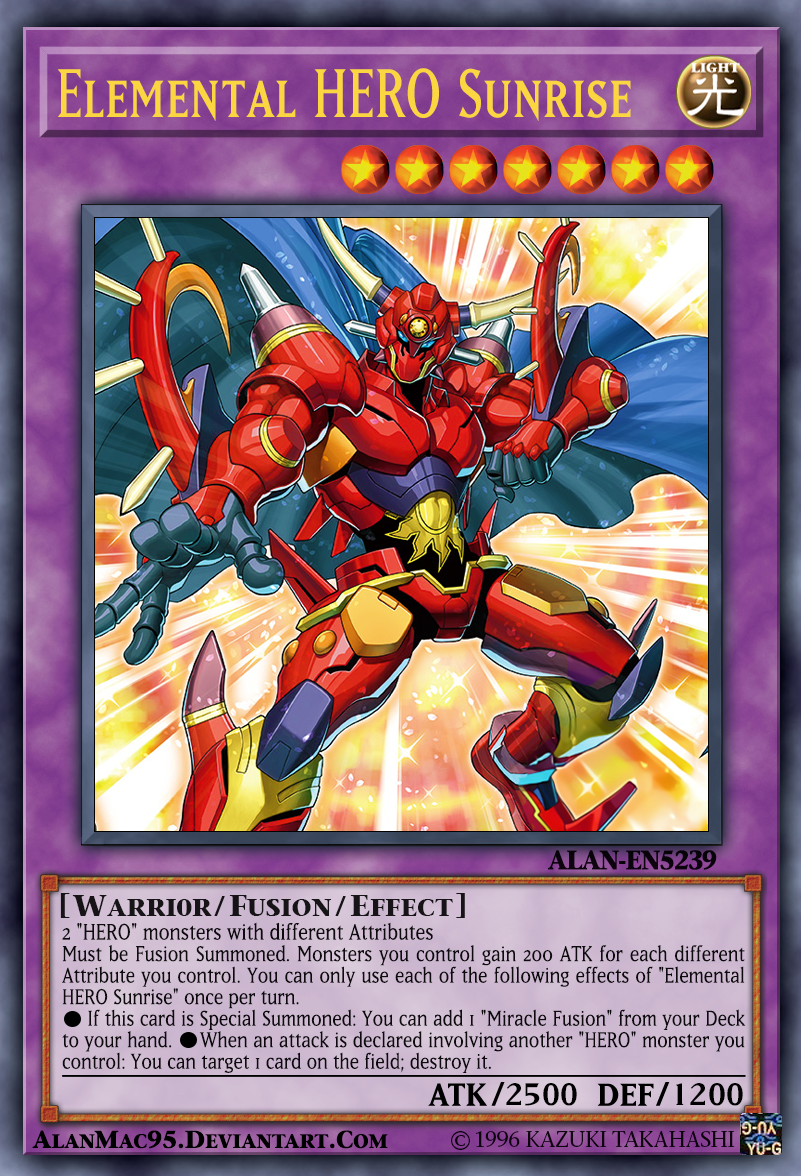 Elemental HERO Sunrise
LIGHT
光
ALAN-EN5239
[Warrior/Fusion/Effect]
2 "HERO" monsters with different Attributes
Must be Fusion Summoned. Monsters you control gain 200 ATK for each different
Attribute you control. You can only use each of the following effects of "Elemental
HERO Sunrise" once per turn.
● If this card is Special Summoned: You can add 1 "Miracle Fusion" from your Deck
to your hand. ●When an attack is declared involving another "HERO" monster you
control: You can target 1 card on the field; destroy it.
ATK/2500 DEF/1200
AlanMac95.Deviantart.Com
© 1996 KAZUKI TAKAHASHI
YU-G
YU-G